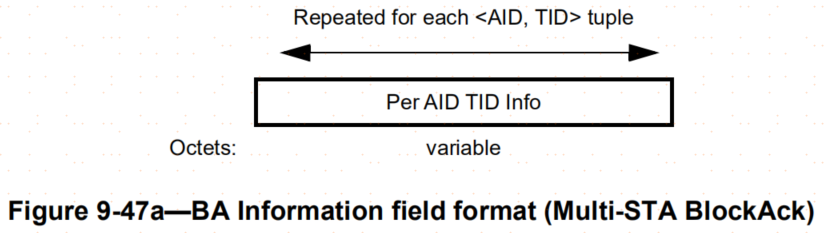 Repeated for each <AID, TID> tuple
Per AID TID Info
Octets: variable
Figure 9-47a—BA Information field format (Multi-STA BlockAck)